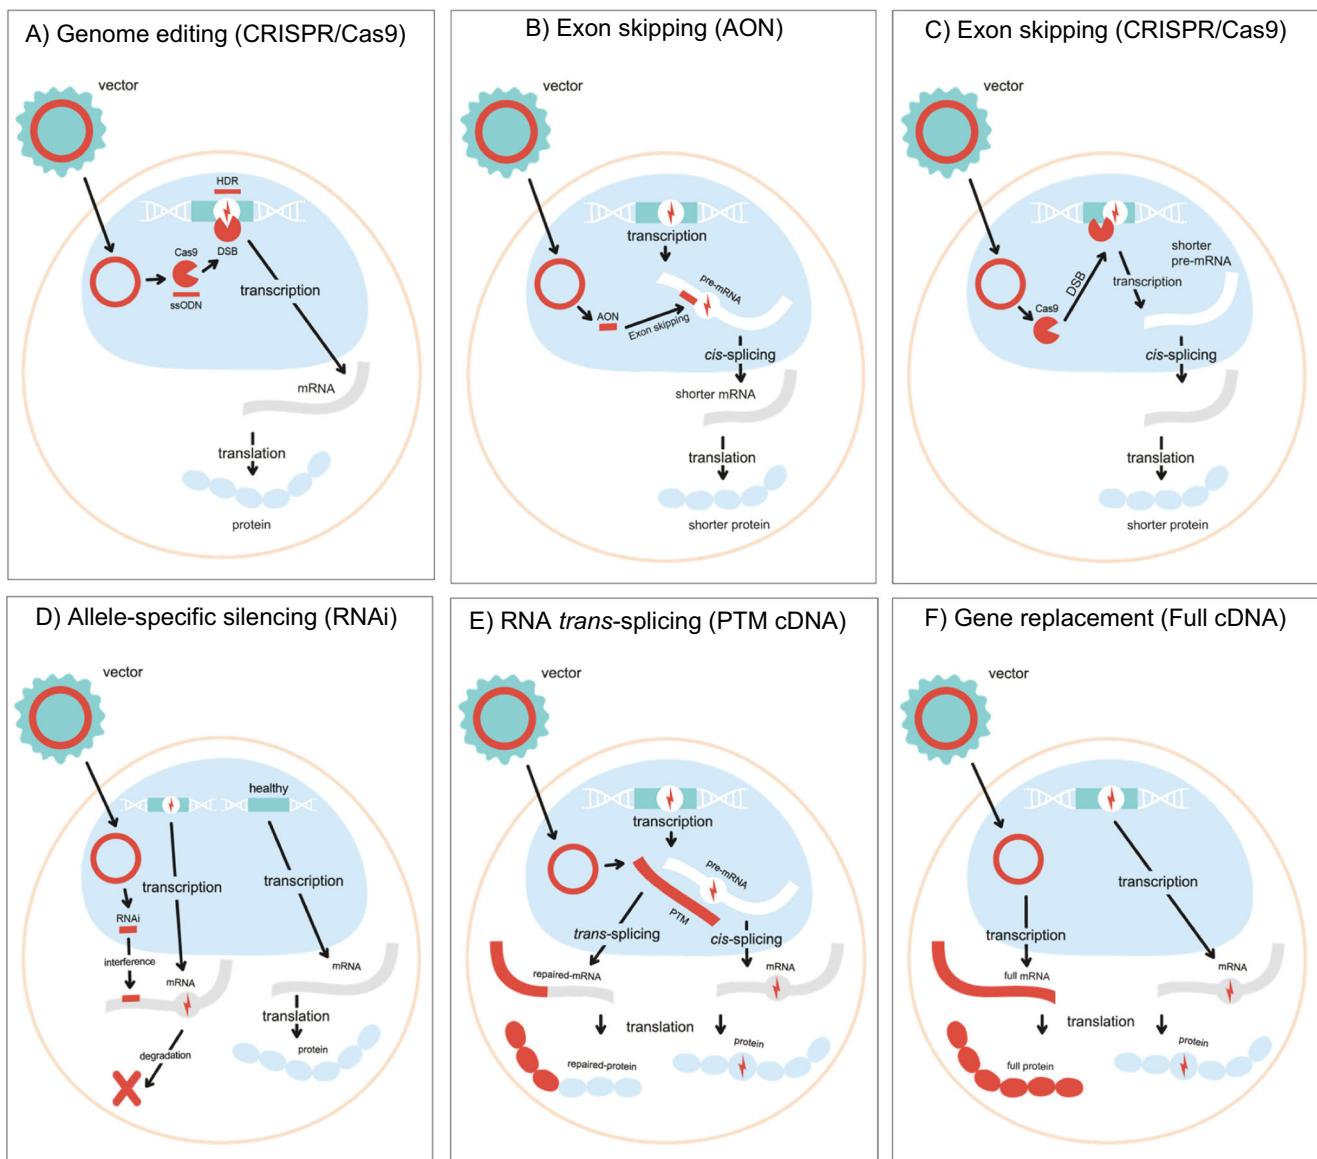 A) Genome editing (CRISPR/Cas9)
vector
HDR
Cas9
DSB
ssODN
transcription
mRNA
translation
protein
B) Exon skipping (AON)
vector
transcription
pre-mRNA
AON
Exon skipping
cis-splicing
shorter mRNA
translation
shorter protein
C) Exon skipping (CRISPR/Cas9)
vector
shorter
pre-mRNA
DSB
transcription
Cas9
cis-splicing
translation
shorter protein
D) Allele-specific silencing (RNAi)
vector
healthy
transcription
transcription
RNAi
interference
mRNA
mRNA
translation
protein
degradation
E) RNA trans-splicing (PTM cDNA)
vector
transcription
pre-mRNA
PTM
trans-splicing
cis-splicing
repaired-mRNA
mRNA
translation
protein
repaired-protein
F) Gene replacement (Full cDNA)
vector
transcription
transcription
full mRNA
mRNA
translation
protein
full protein